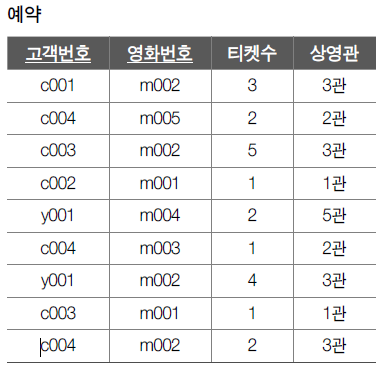 예약
고객번호 영화번호 티켓수 상영관
c001 m002 3 3관
c004 m005 2 2관
c003 m002 5 3관
c002 m001 1 1관
y001 m004 2 5관
c004 m003 1 2관
y001 m002 4 3관
c003 m001 1 1관
c004 m002 2 3관